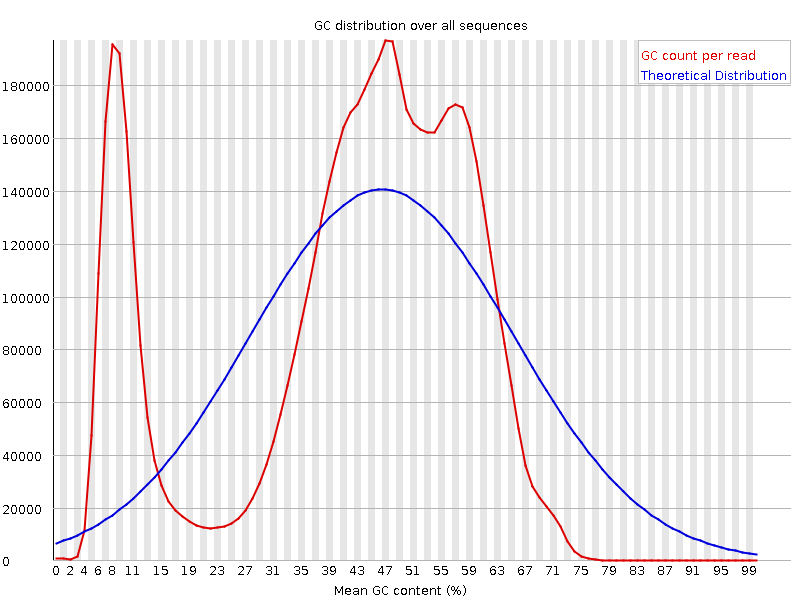 GC distribution over all sequences
GC count per read
Theoretical Distribution
180000
160000
140000
120000
100000
80000
60000
40000
20000
0
0 2 4 6 8 11 15 19 23 27 31 35 39 43 47 51 55 59 63 67 71 75 79 83 87 91 95 99
Mean GC content (%)